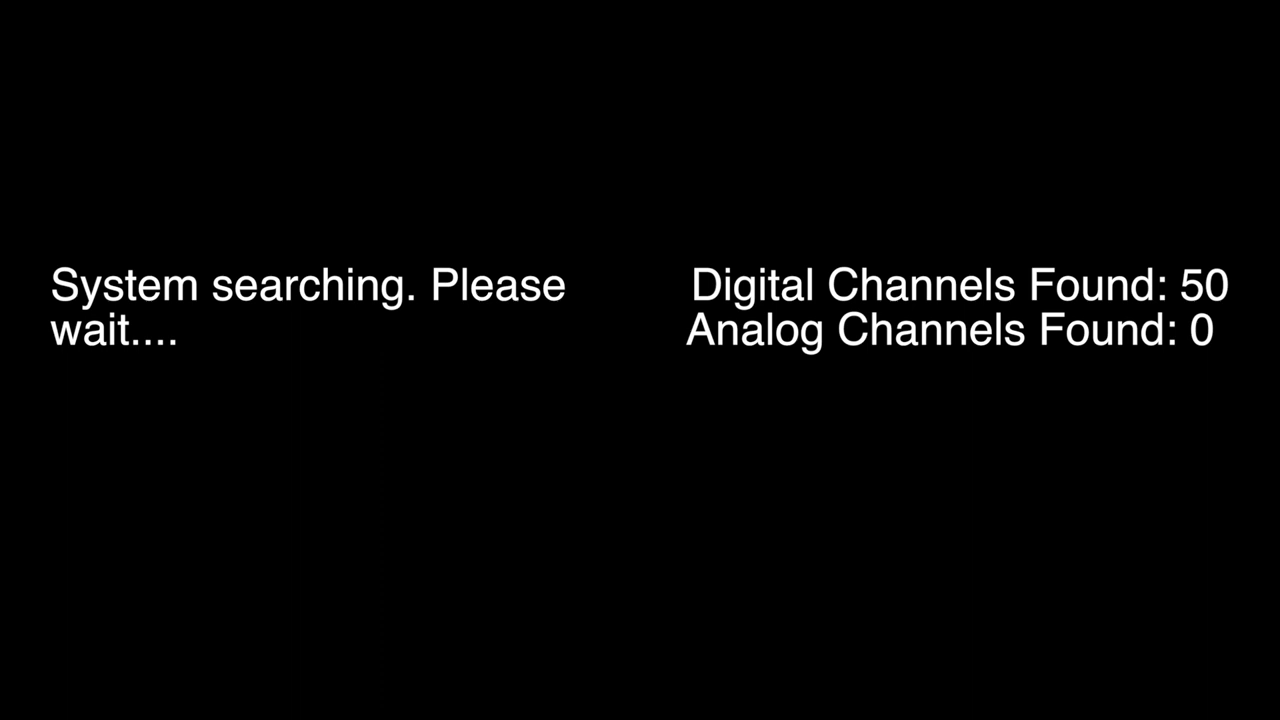 System searching. Please
wait....
Digital Channels Found: 50
Analog Channels Found: 0